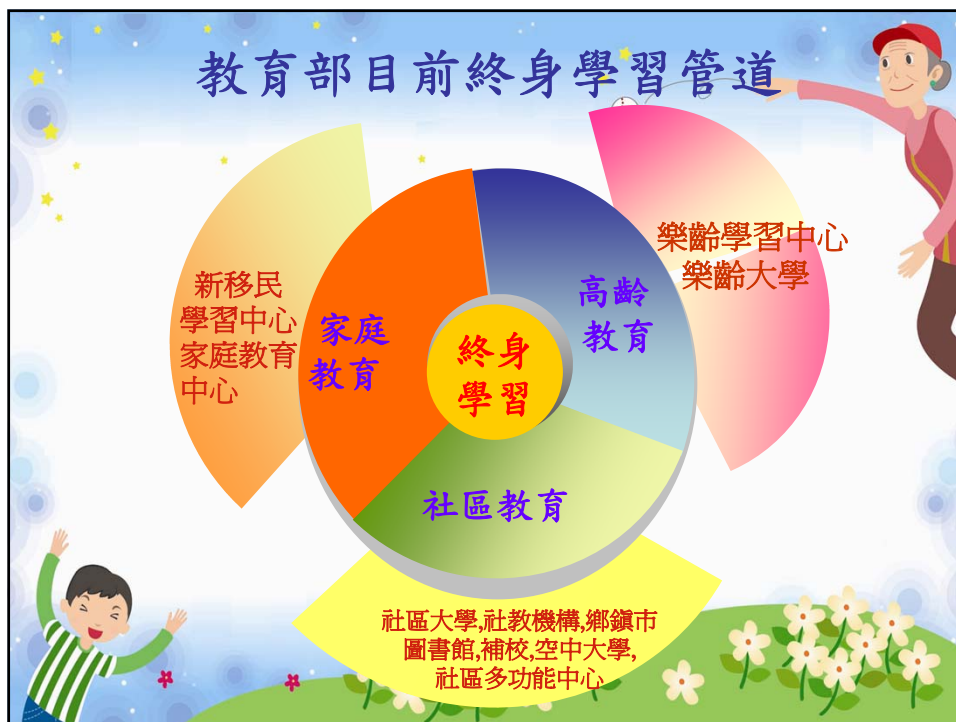 教育部目前終身學習管道
新移民
學習中心
家庭教育
中心
家庭
教育
終身
學習
高齡
教育
樂齡學習中心
樂齡大學
社區教育
社區大學,社教機構,鄉鎮市
圖書館,補校,空中大學,
社區多功能中心